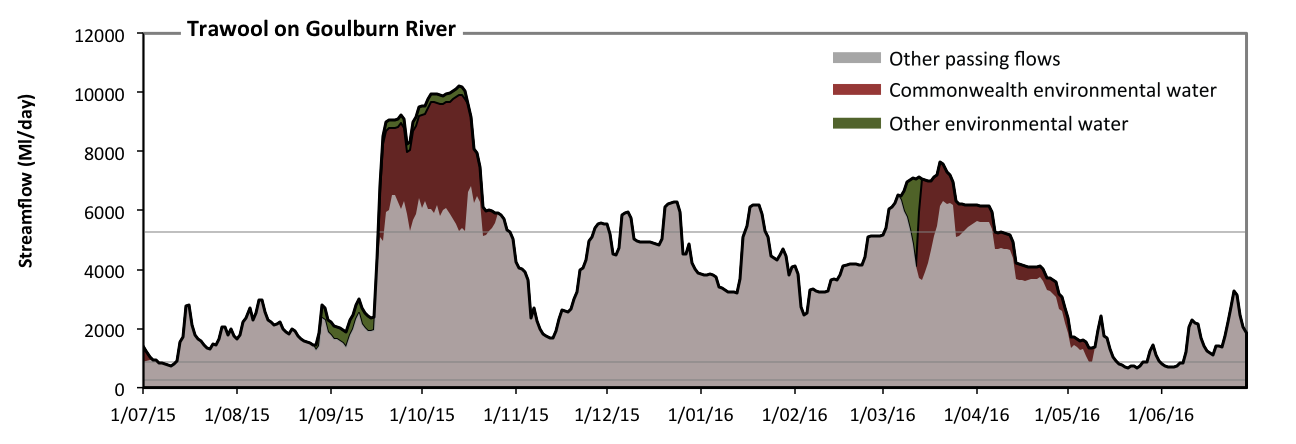 Trawool on Goulburn River
Streamflow (Ml/day)
12000
10000
8000
6000
4000
2000
0
Other passing flows
Commonwealth environmental water
Other environmental water
1/07/15 1/08/15 1/09/15 1/10/15 1/11/15 1/12/15 1/01/16 1/02/16 1/03/16 1/04/16 1/05/16 1/06/16